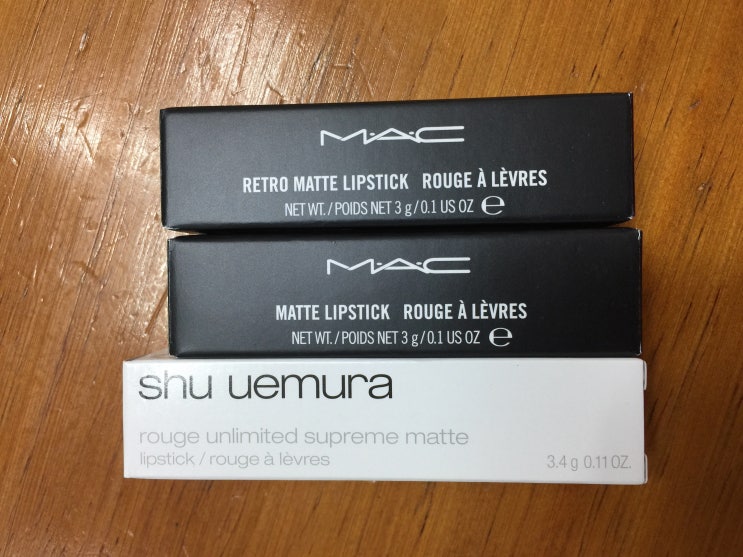 M·A·C
RETRO MATTE LIPSTICK ROUGE À LÈVRES
NET WT./POIDS NET 3 g/0.1 US OZ ℮
M·A·C
MATTE LIPSTICK ROUGE À LÈVRES
NET WT./POIDS NET 3 g/0.1 US OZ ℮
shu uemura
rouge unlimited supreme matte
lipstick / rouge à lèvres 3.4 g 0.11 OZ.